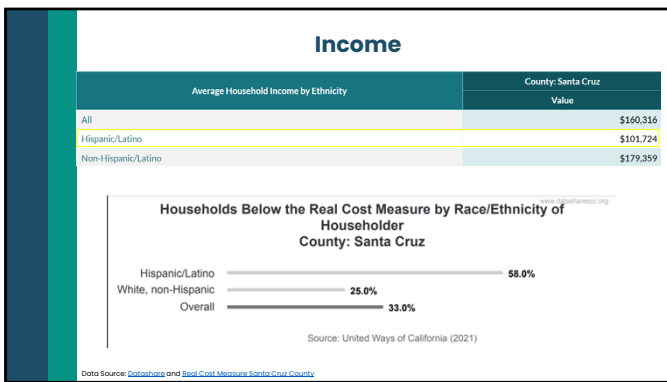 Income
Average Household Income by Ethnicity
County: Santa Cruz
Value
All $160,316
Hispanic/Latino $101,724
Non-Hispanic/Latino $179,359
www.datasharescc.org
Households Below the Real Cost Measure by Race/Ethnicity of
Householder
County: Santa Cruz
Hispanic/Latino 58.0%
White, non-Hispanic 25.0%
Overall 33.0%
Source: United Ways of California (2021)
Data Source: Datashare and Real Cost Measure Santa Cruz County